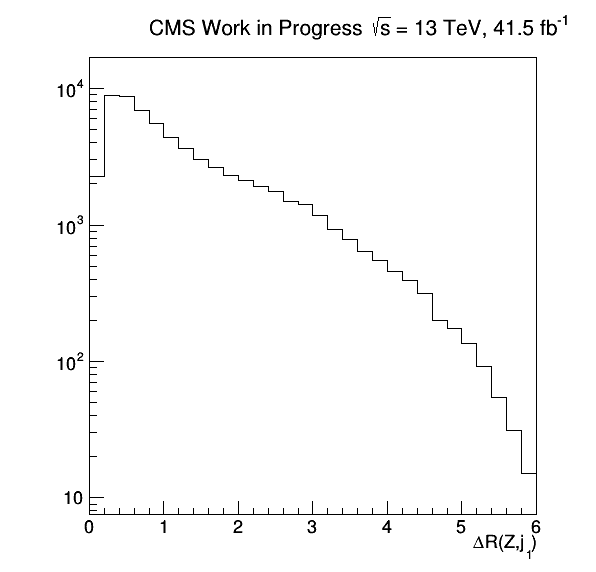 CMS Work in Progress √s = 13 TeV, 41.5 fb⁻¹
10⁴
10³
10²
10
0 1 2 3 4 5 6
ΔR(Z,j₁)